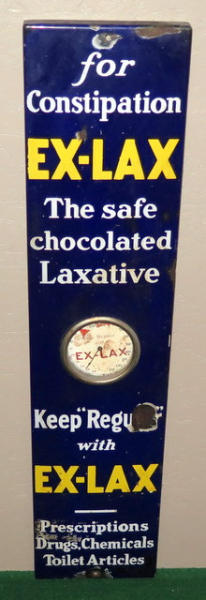 for
Constipation
EX-LAX
The safe
chocolated
Laxative
EX-LAX
Keep "Regu
with
EX-LAX
Prescriptions
Drugs, Chemicals
Toilet Articles